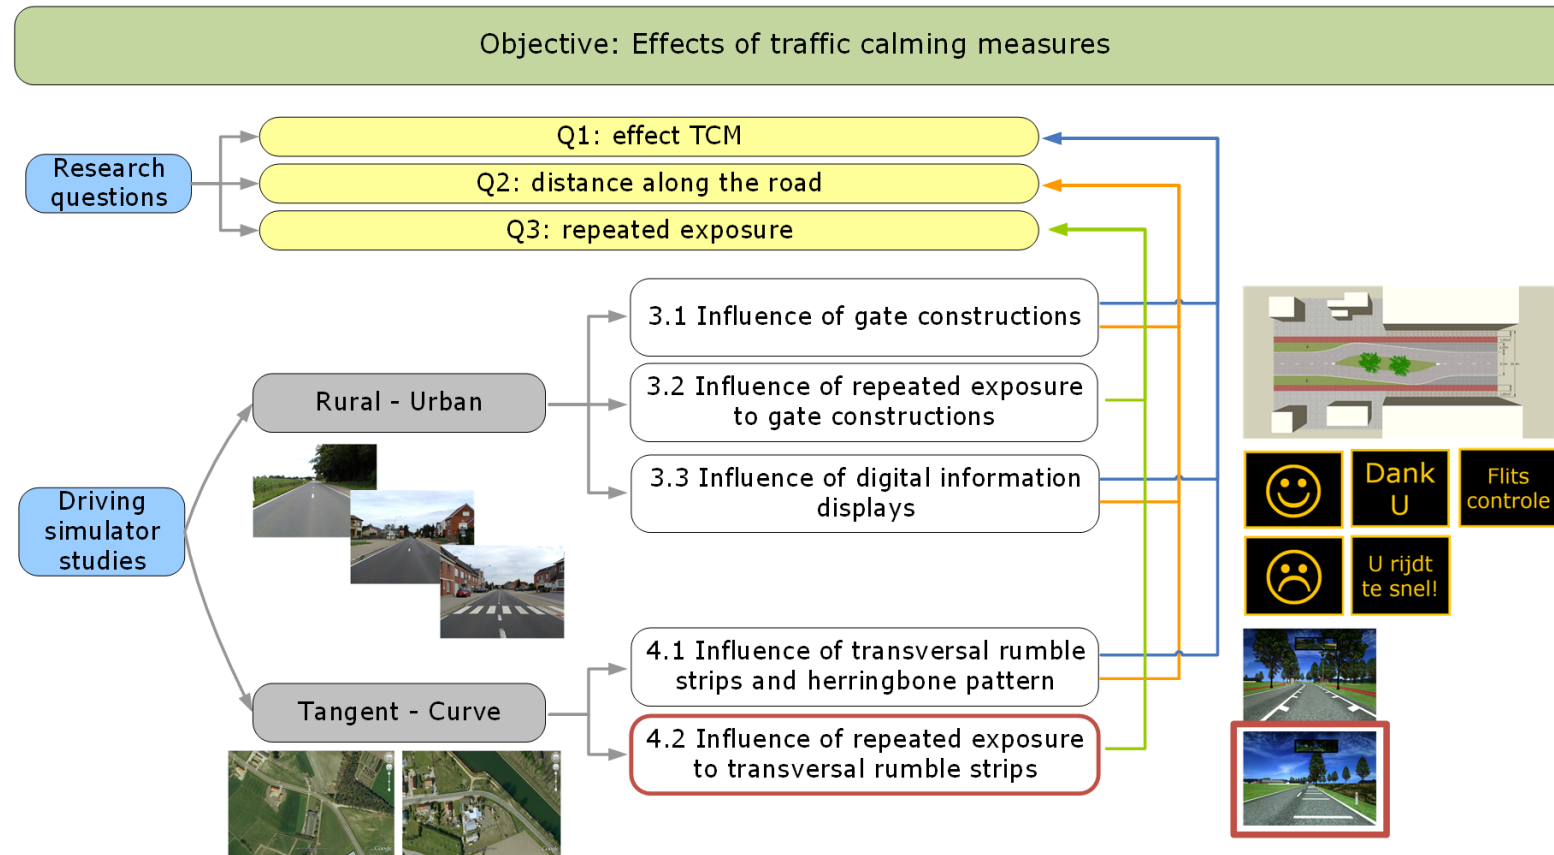 Objective: Effects of traffic calming measures
Research
questions
Q1: effect TCM
Q2: distance along the road
Q3: repeated exposure
Driving
simulator
studies
Rural - Urban
3.1 Influence of gate constructions
3.2 Influence of repeated exposure
to gate constructions
3.3 Influence of digital information
displays
Dank
U
Flits
controle
U rijdt
te snel!
Tangent - Curve
4.1 Influence of transversal rumble
strips and herringbone pattern
4.2 Influence of repeated exposure
to transversal rumble strips
Google
Google